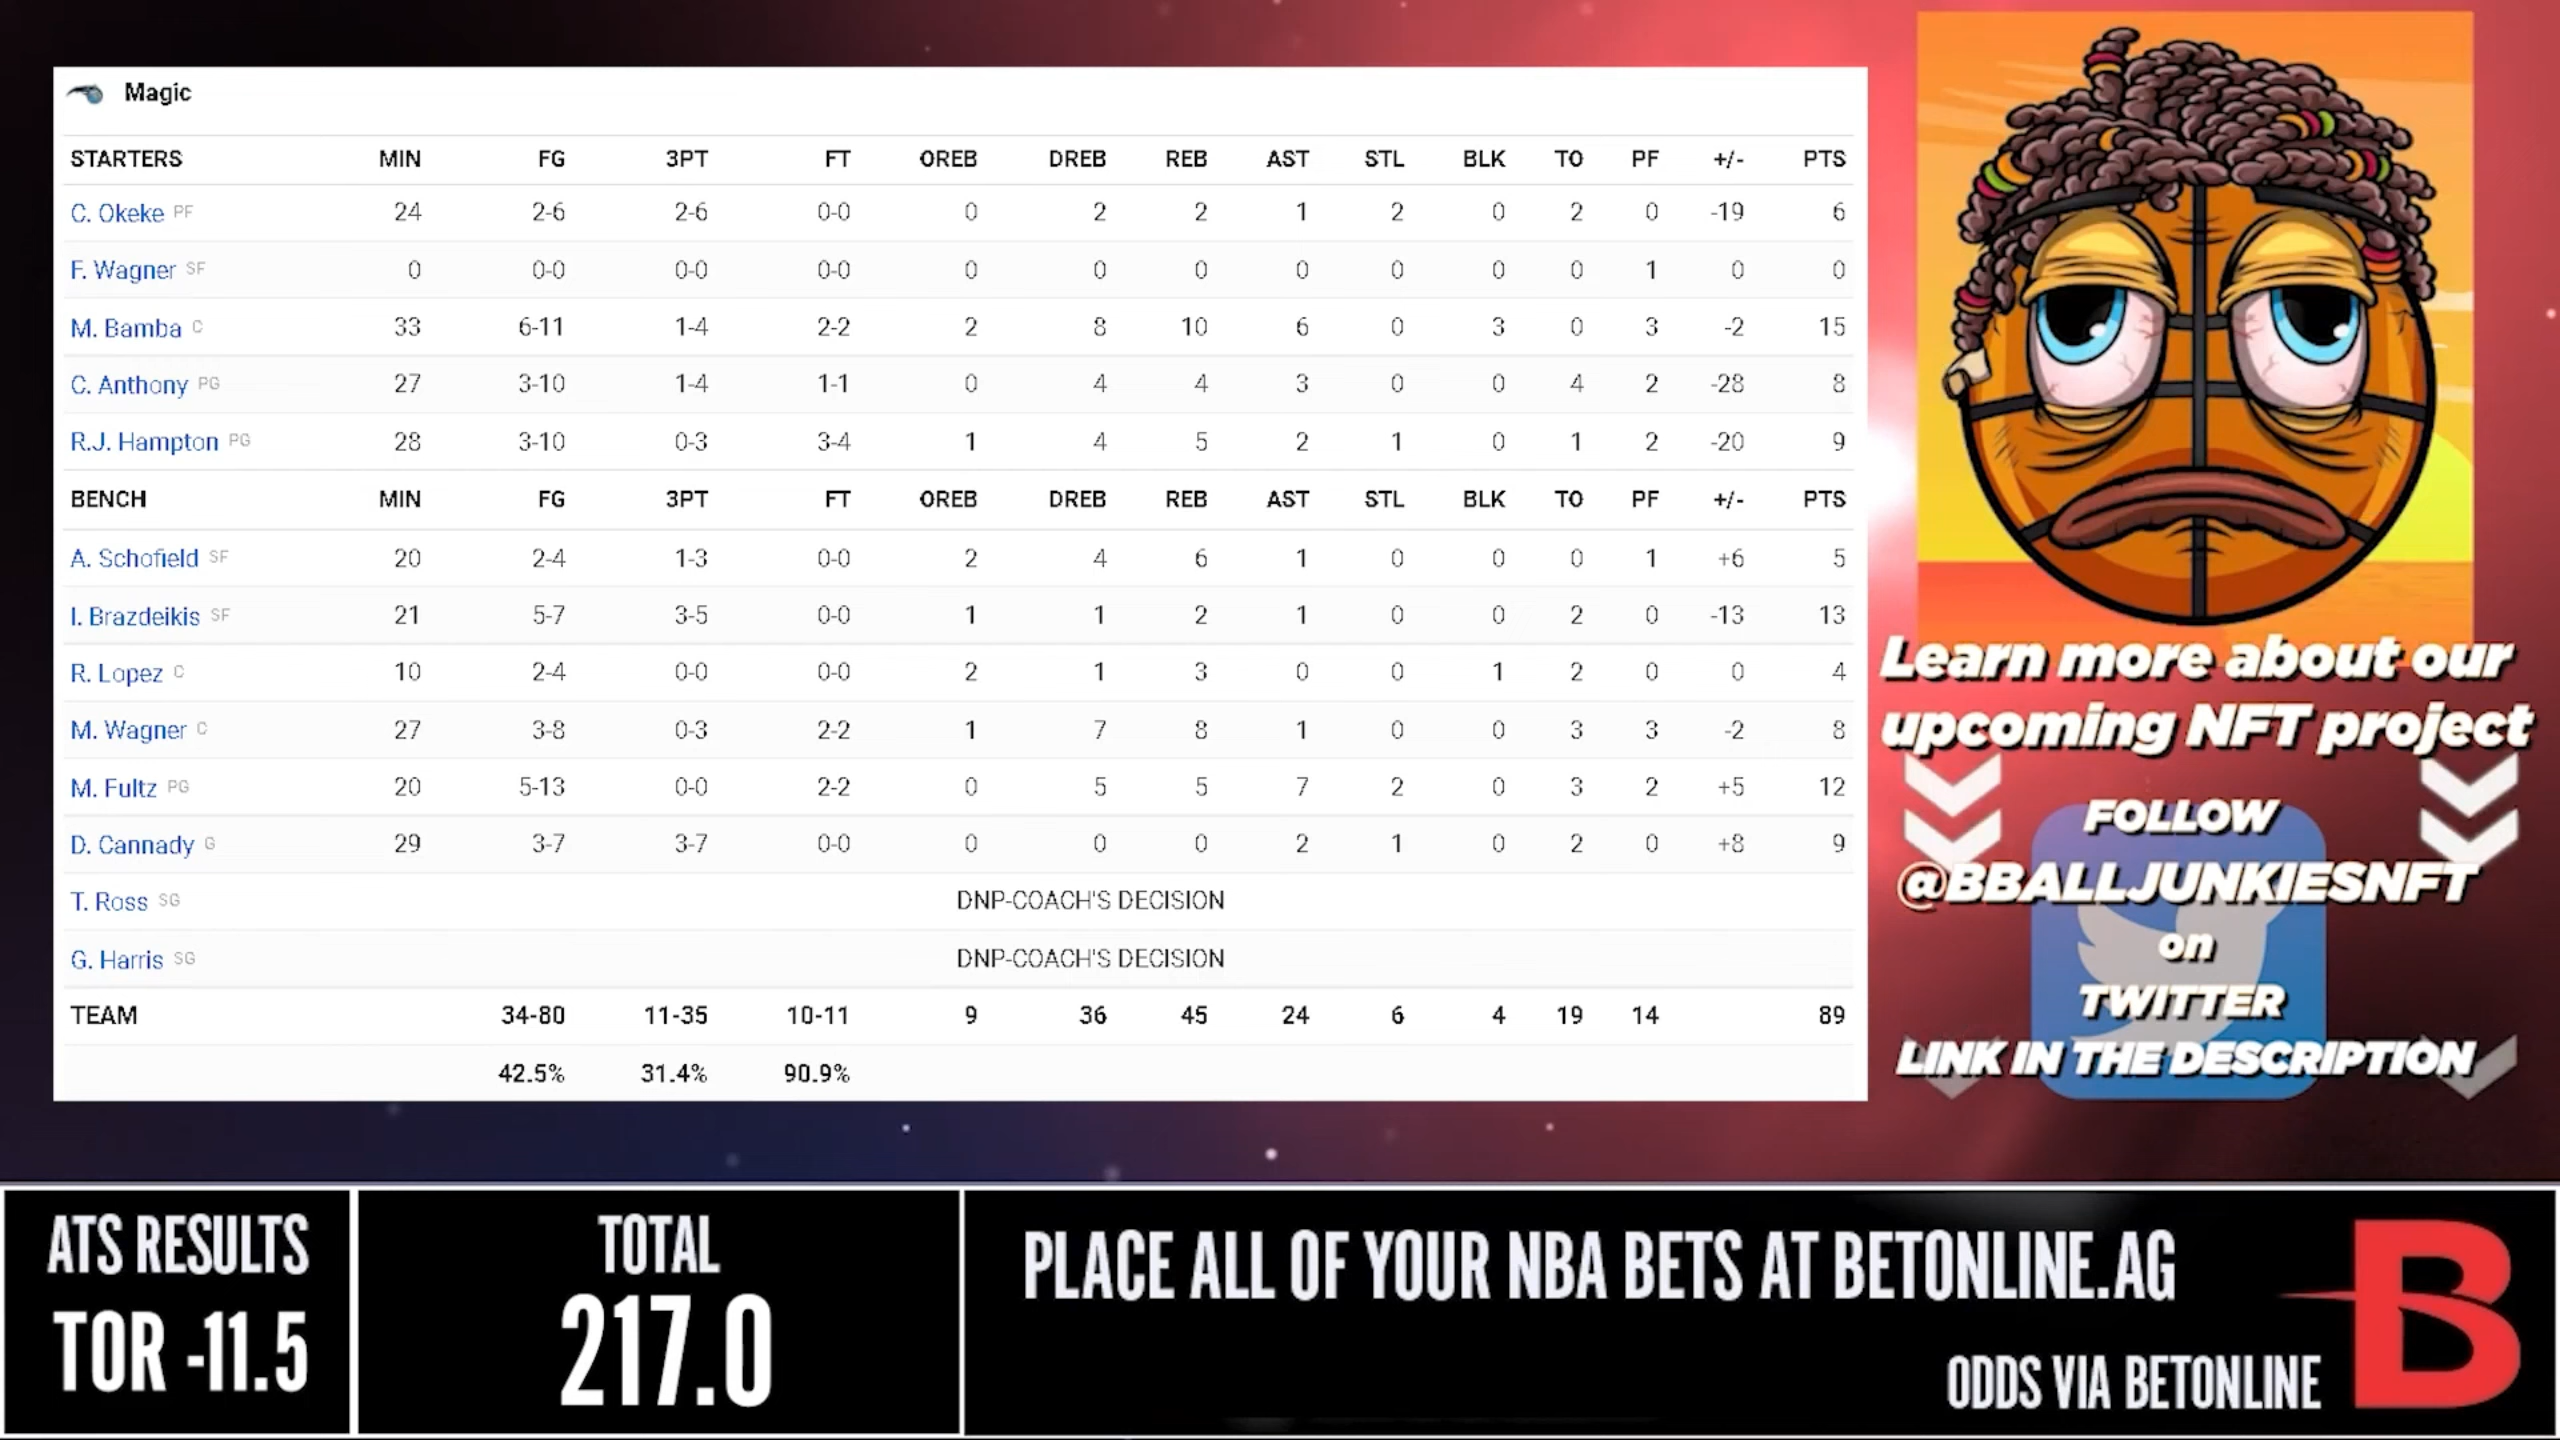 Magic
STARTERS MIN FG 3PT FT OREB DREB REB AST STL BLK TO PF +/- PTS
C. Okeke PF 24 2-6 2-6 0-0 0 2 2 1 2 0 2 0 -19 6
F. Wagner SF 0 0-0 0-0 0-0 0 0 0 0 0 0 0 1 0 0
M. Bamba C 33 6-11 1-4 2-2 2 8 10 6 0 3 0 3 -2 15
C. Anthony PG 27 3-10 1-4 1-1 0 4 4 3 0 0 4 2 -28 8
R.J. Hampton PG 28 3-10 0-3 3-4 1 4 5 2 1 0 1 2 -20 9
BENCH MIN FG 3PT FT OREB DREB REB AST STL BLK TO PF +/- PTS
A. Schofield SF 20 2-4 1-3 0-0 2 4 6 1 0 0 0 1 +6 5
I. Brazdeikis SF 21 5-7 3-5 0-0 1 1 2 1 0 0 2 0 -13 13
R. Lopez C 10 2-4 0-0 0-0 2 1 3 0 0 1 2 0 0 4
M. Wagner C 27 3-8 0-3 2-2 1 7 8 1 0 0 3 3 -2 8
M. Fultz PG 20 5-13 0-0 2-2 0 5 5 7 2 0 3 2 +5 12
D. Cannady G 29 3-7 3-7 0-0 0 0 0 2 1 0 2 0 +8 9
T. Ross SG DNP-COACH'S DECISION
G. Harris SG DNP-COACH'S DECISION
TEAM 34-80 11-35 10-11 9 36 45 24 6 4 19 14 89
42.5% 31.4% 90.9%
Learn more about our
upcoming NFT project
FOLLOW
@BBALLJUNKIESNFT
on
TWITTER
LINK IN THE DESCRIPTION
ATS RESULTS
TOR -11.5
TOTAL
217.0
PLACE ALL OF YOUR NBA BETS AT BETONLINE.AG
ODDS VIA BETONLINE
B